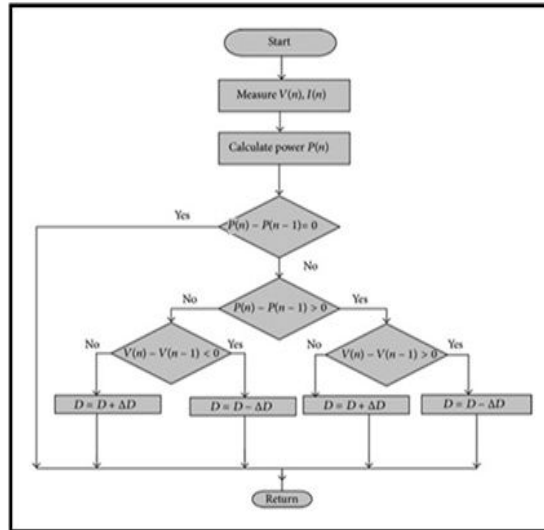 Start
Measure V(n), I(n)
Calculate power P(n)
Yes
P(n) − P(n − 1) = 0
No
No
P(n) − P(n − 1) > 0
Yes
No
V(n) − V(n − 1) < 0
Yes
No
V(n) − V(n − 1) > 0
Yes
D = D + ΔD
D = D − ΔD
D = D + ΔD
D = D − ΔD
Return